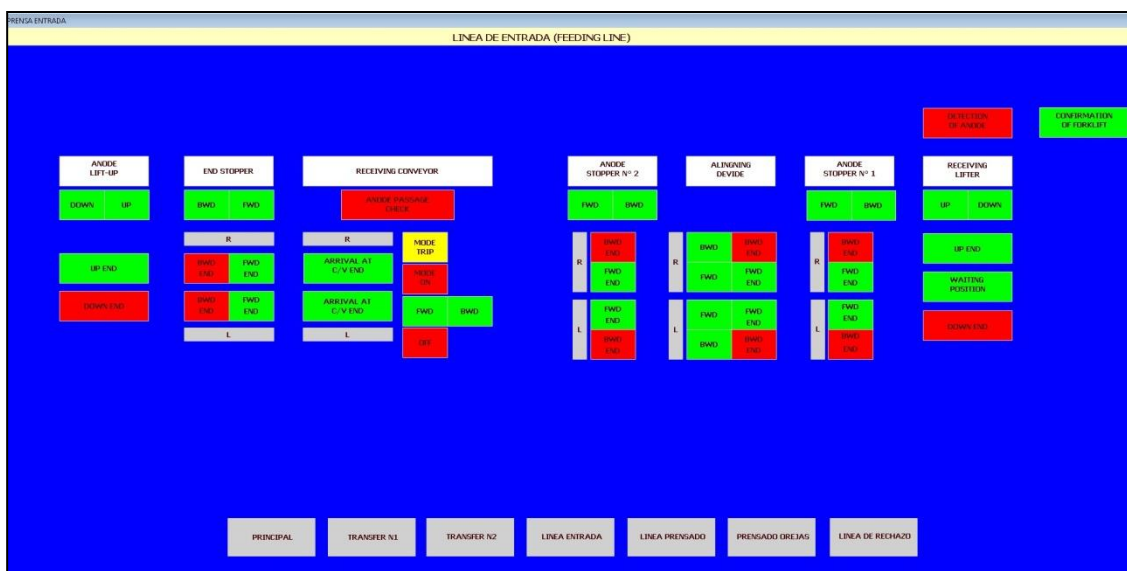 PRENSA ENTRADA
LINEA DE ENTRADA (FEEDING LINE)
DETECTION
OF ANODE
CONFIRMATION
OF FORKLIFT
ANODE
LIFT-UP
DOWN
UP
UP END
DOWN END
END STOPPER
BWD
FWD
R
BWD
END
FWD
END
BWD
END
FWD
END
L
RECEIVING CONVEYOR
ANODE PASSAGE
CHECK
R
ARRIVAL AT
C/V END
ARRIVAL AT
C/V END
L
MODE
TRIP
MODE
ON
FWD
BWD
OFF
ANODE
STOPPER Nº 2
FWD
BWD
R
BWD
END
FWD
END
L
FWD
END
BWD
END
ALINGNING
DEVIDE
R
BWD
BWD
END
FWD
FWD
END
L
FWD
FWD
END
BWD
BWD
END
ANODE
STOPPER Nº 1
FWD
BWD
R
BWD
END
FWD
END
L
FWD
END
BWD
END
RECEIVING
LIFTER
UP
DOWN
UP END
WAITING
POSITION
DOWN END
PRINCIPAL
TRANSFER N1
TRANSFER N2
LINEA ENTRADA
LINEA PRENSADO
PRENSADO OREJAS
LINEA DE RECHAZO